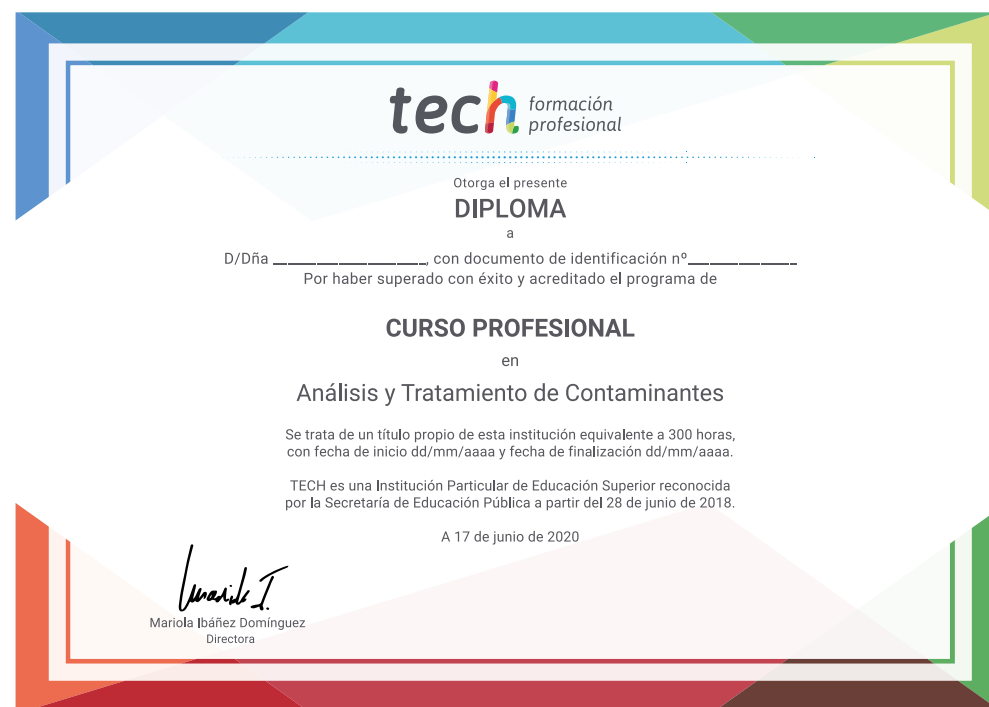 tech formación
profesional
Otorga el presente
DIPLOMA
a
D/Dña ____________________, con documento de identificación nº______________
Por haber superado con éxito y acreditado el programa de
CURSO PROFESIONAL
en
Análisis y Tratamiento de Contaminantes
Se trata de un título propio de esta institución equivalente a 300 horas,
con fecha de inicio dd/mm/aaaa y fecha de finalización dd/mm/aaaa.
TECH es una Institución Particular de Educación Superior reconocida
por la Secretaría de Educación Pública a partir del 28 de junio de 2018.
A 17 de junio de 2020
Mariola Ibáñez Domínguez
Directora